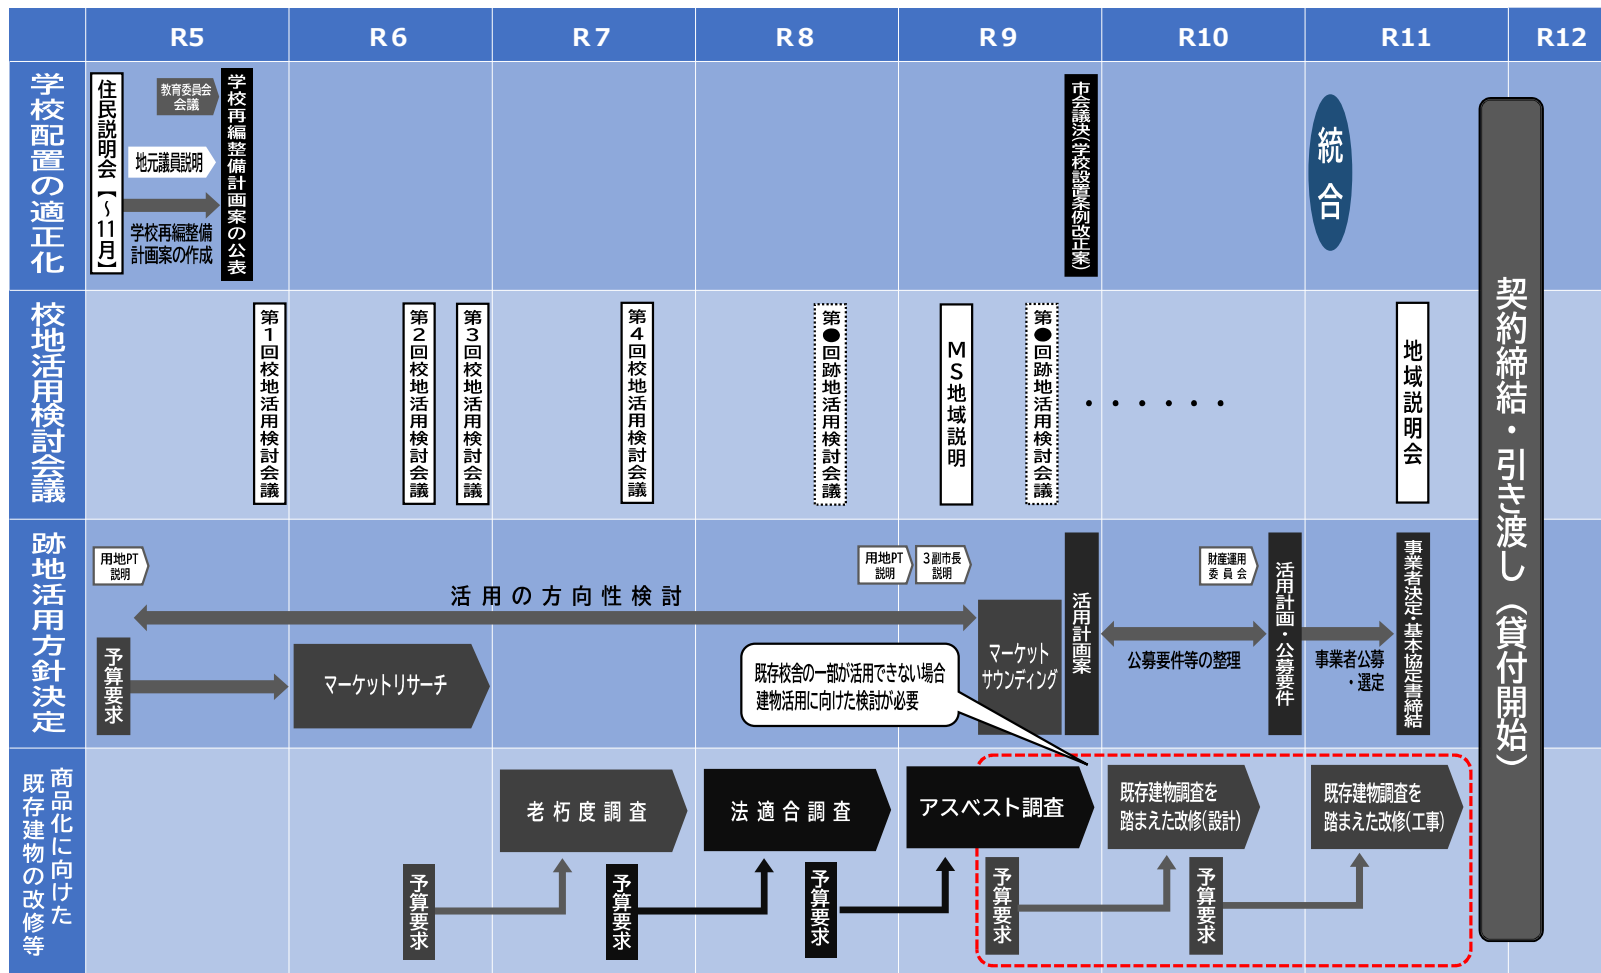 R5
R6
R7
R8
R9
R10
R11
R12
学校配置の適正化
住民説明会【～11月】
教育委員会
会議
地元議員説明
学校再編整備
計画案の作成
学校再編整備計画案の公表
市会議決(学校設置条例改正案)
統合
校地活用検討会議
第1回校地活用検討会議
第2回校地活用検討会議
第3回校地活用検討会議
第4回校地活用検討会議
第●回跡地活用検討会議
MS地域説明
第●回跡地活用検討会議
・・・・・・
地域説明会
契約締結・引き渡し（貸付開始）
跡地活用方針決定
用地PT
説明
活用の方向性検討
予算要求
マーケットリサーチ
用地PT
説明
3副市長
説明
マーケット
サウンディング
活用計画案
公募要件等の整理
財産運用
委員会
活用計画・公募要件
事業者公募
・選定
事業者決定・基本協定書締結
既存校舎の一部が活用できない場合
建物活用に向けた検討が必要
商品化に向けた
既存建物の改修等
老朽度調査
法適合調査
アスベスト調査
既存建物調査を
踏まえた改修(設計)
既存建物調査を
踏まえた改修(工事)
予算要求
予算要求
予算要求
予算要求
予算要求